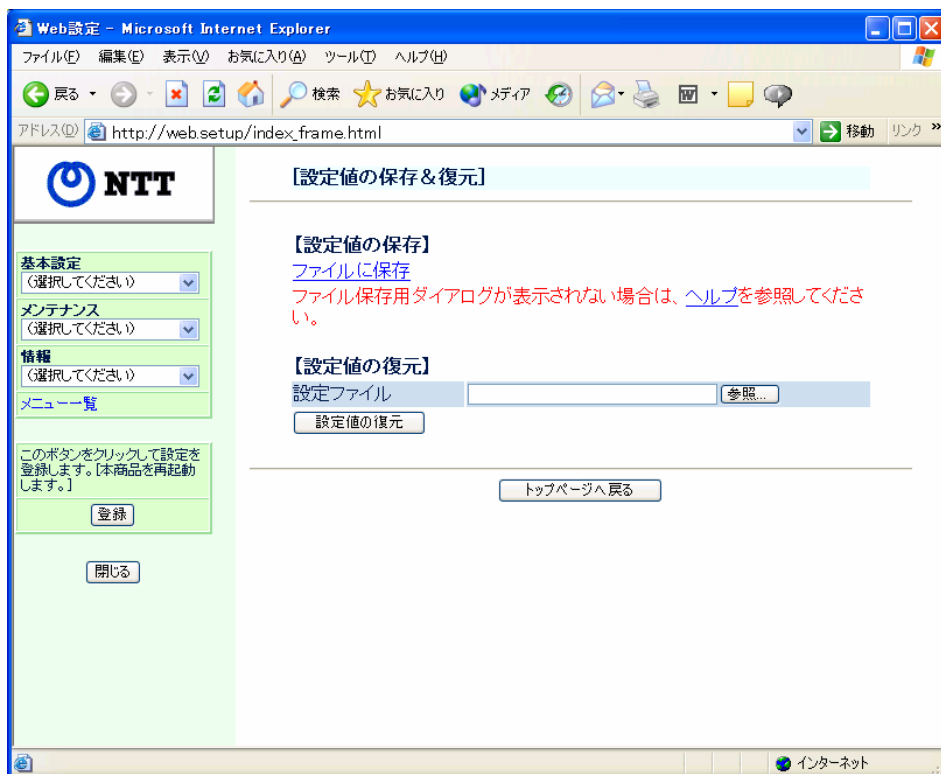 Web設定 - Microsoft Internet Explorer
ファイル(F) 編集(E) 表示(V) お気に入り(A) ツール(T) ヘルプ(H)
戻る 検索 お気に入り メディア
アドレス(D) http://web.setup/index_frame.html 移動 リンク »
NTT
基本設定
(選択してください)
メンテナンス
(選択してください)
情報
(選択してください)
メニュー一覧
このボタンをクリックして設定を
登録します。[本商品を再起動
します。]
登録
閉じる
[設定値の保存&復元]
【設定値の保存】
ファイルに保存
ファイル保存用ダイアログが表示されない場合は、ヘルプを参照してくださ
い。
【設定値の復元】
設定ファイル 参照...
設定値の復元
トップページへ戻る
インターネット